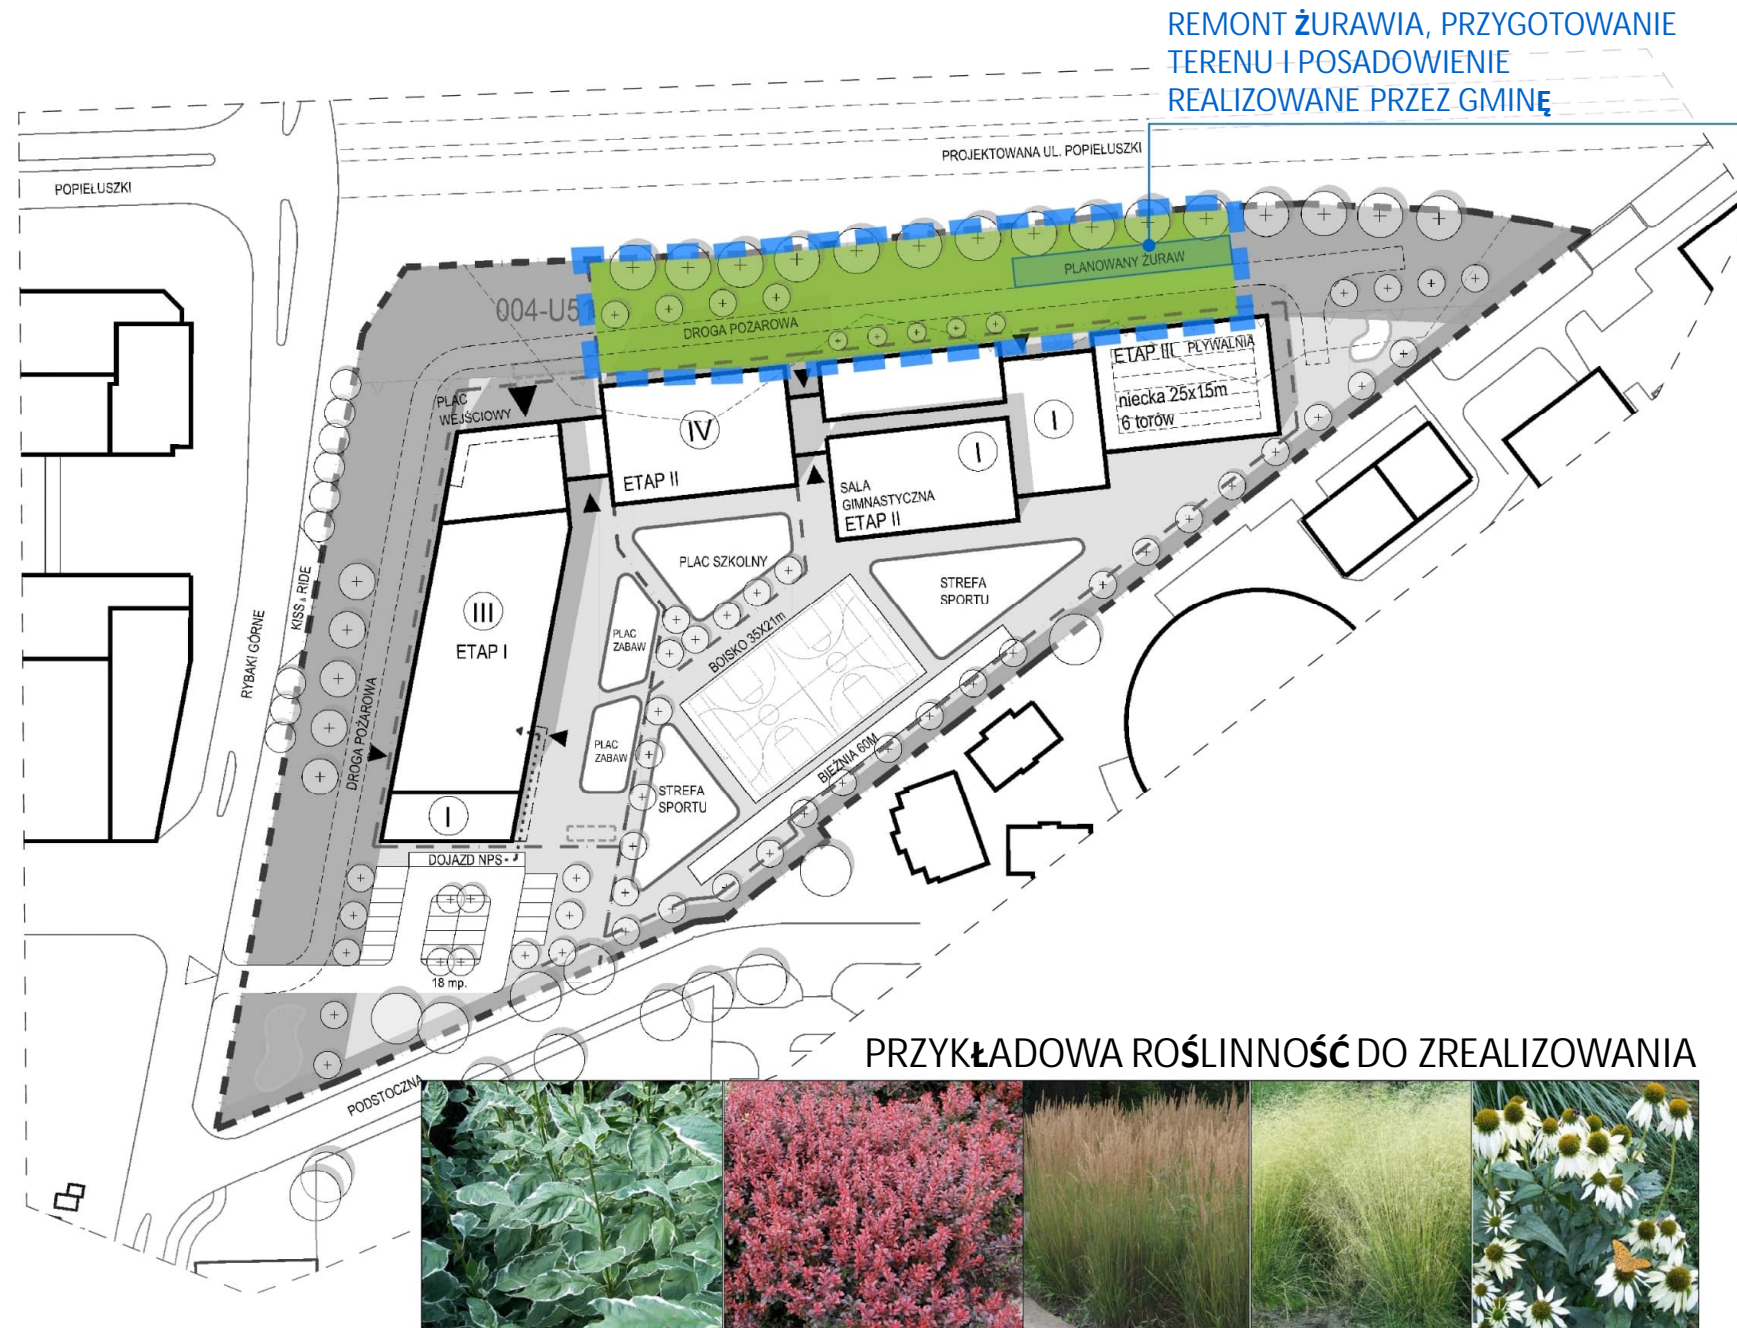 REMONT ŻURAWIA, PRZYGOTOWANIE
TERENU I POSADOWIENIE
REALIZOWANE PRZEZ GMINĘ
PROJEKTOWANA UL. POPIEŁUSZKI
POPIEŁUSZKI
PLANOWANY ŻURAW
004-U51
DROGA POŻAROWA
ETAP III PŁYWALNIA
niecka 25x15m
6 torów
PLAC
WEJŚCIOWY
IV
I
I
ETAP II
SALA
GIMNASTYCZNA
ETAP II
PLAC SZKOLNY
STREFA
SPORTU
KISS & RIDE
RYBAKI GÓRNE
III
ETAP I
PLAC
ZABAW
BOISKO 35X21m
DROGA POŻAROWA
PLAC
ZABAW
BIEŻNIA 60M
STREFA
SPORTU
I
DOJAZD NPS
18 mp.
PODSTOCZNA
PRZYKŁADOWA ROŚLINNOŚĆ DO ZREALIZOWANIA